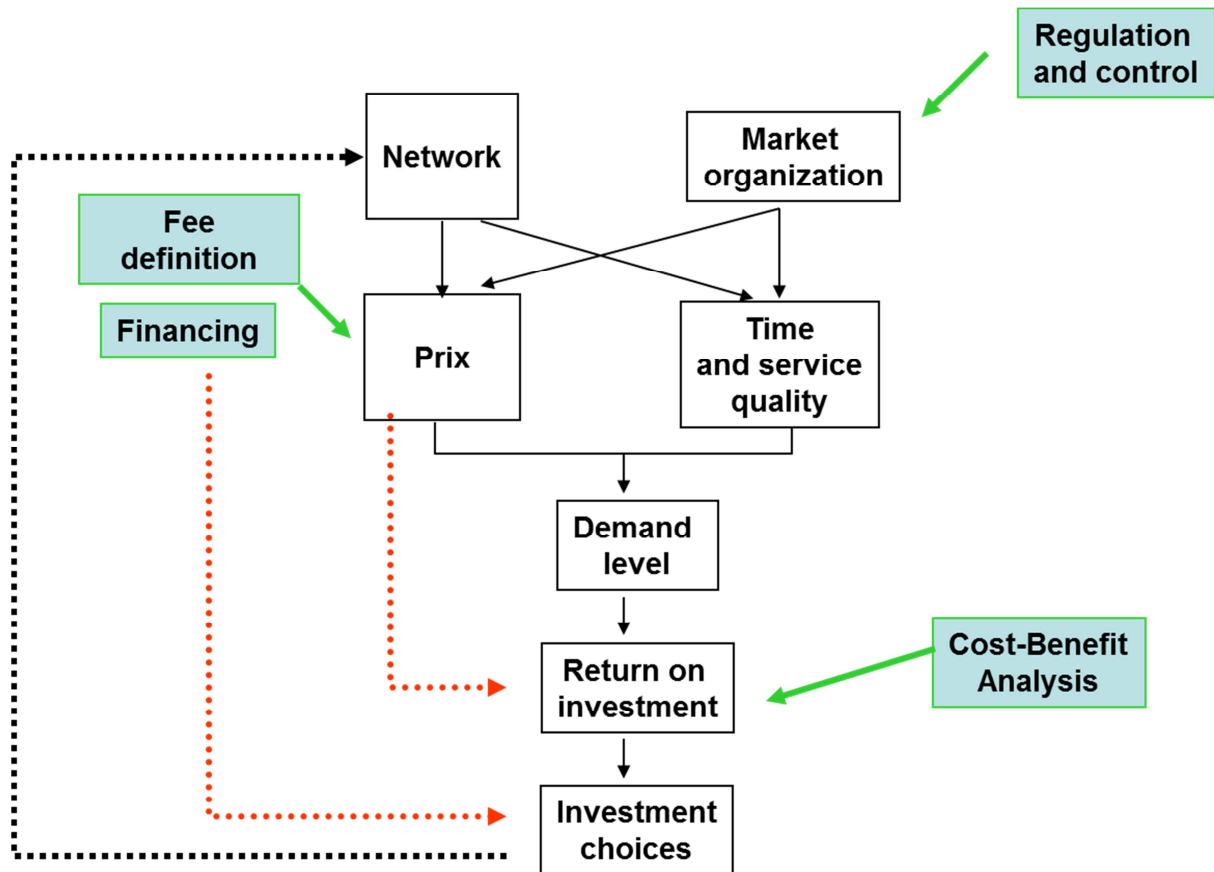 Regulation
and control
Network
Market
organization
Fee
definition
Financing
Prix
Time
and service
quality
Demand
level
Return on
investment
Cost-Benefit
Analysis
Investment
choices